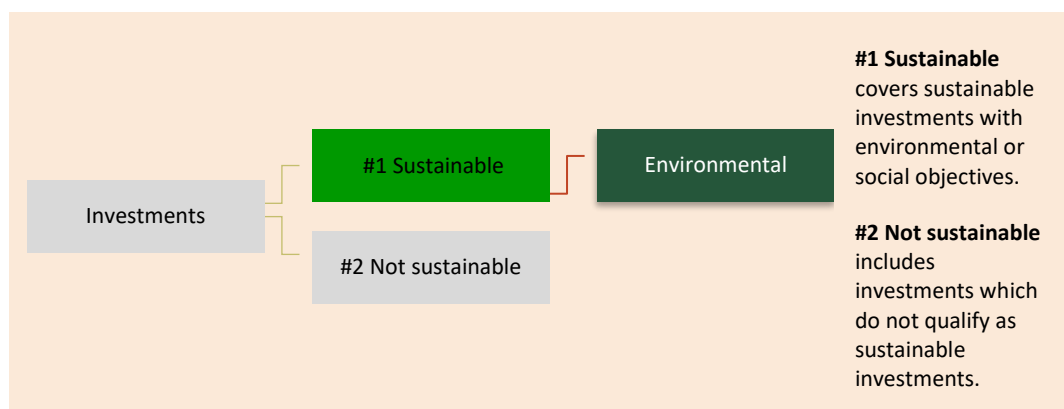 Investments
#1 Sustainable
#2 Not sustainable
Environmental
#1 Sustainable
covers sustainable
investments with
environmental or
social objectives.
#2 Not sustainable
includes
investments which
do not qualify as
sustainable
investments.